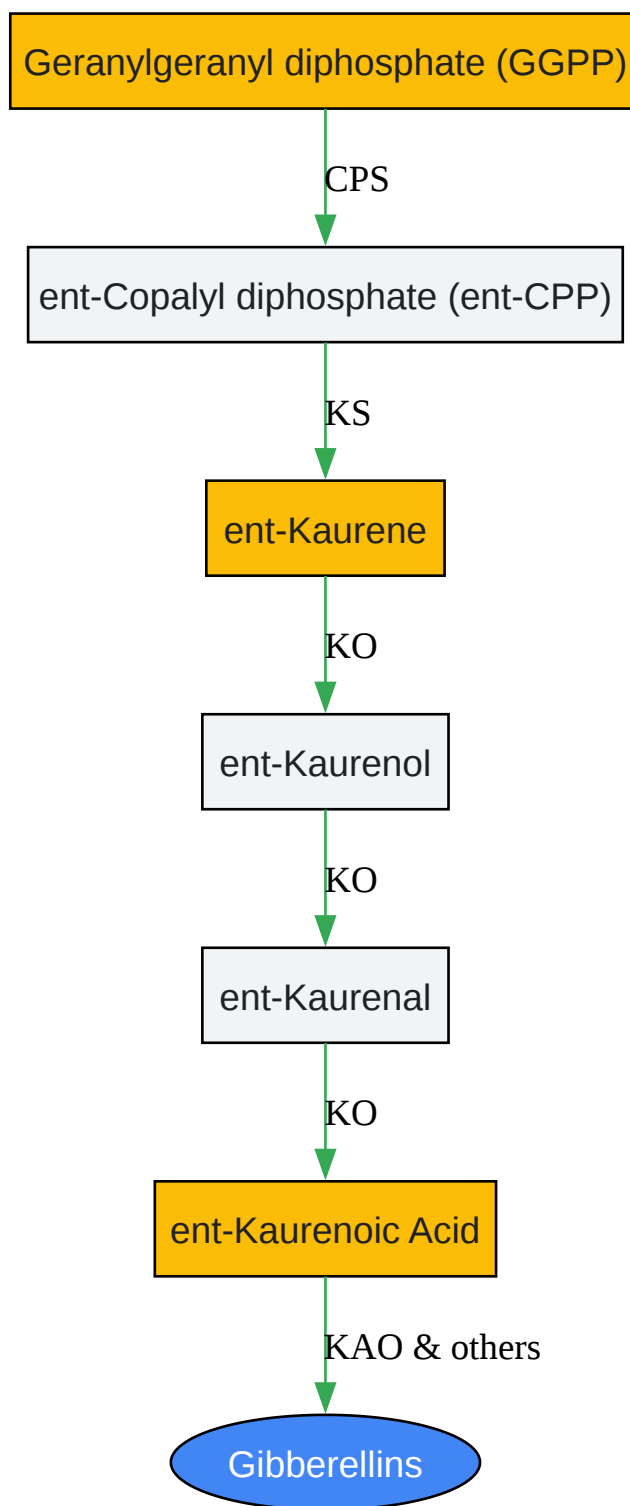 Geranylgeranyl diphosphate (GGPP)
CPS
ent-Copalyl diphosphate (ent-CPP)
KS
ent-Kaurene
KO
ent-Kaurenol
KO
ent-Kaurenal
KO
ent-Kaurenoic Acid
KAO & others
Gibberellins